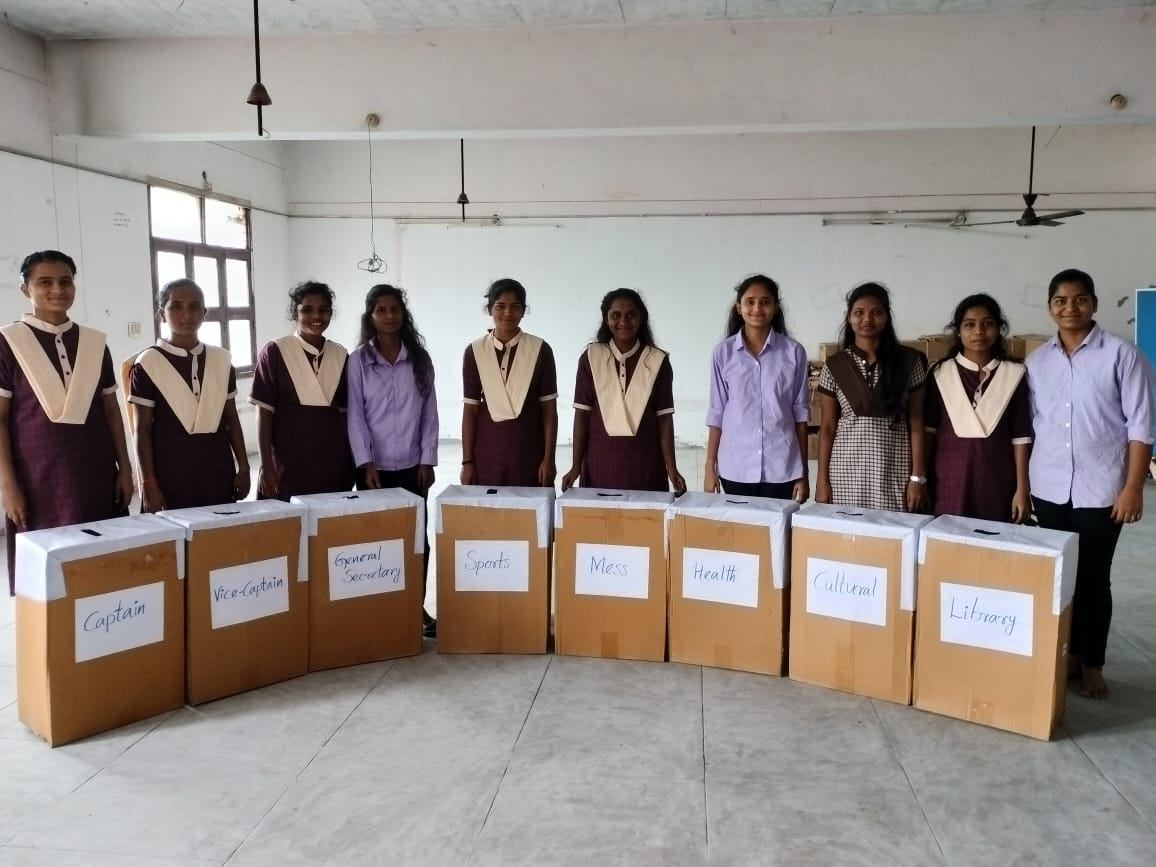 Captain
Vice-Captain
General
Secretary
Sports
Mess
Health
Cultural
Library